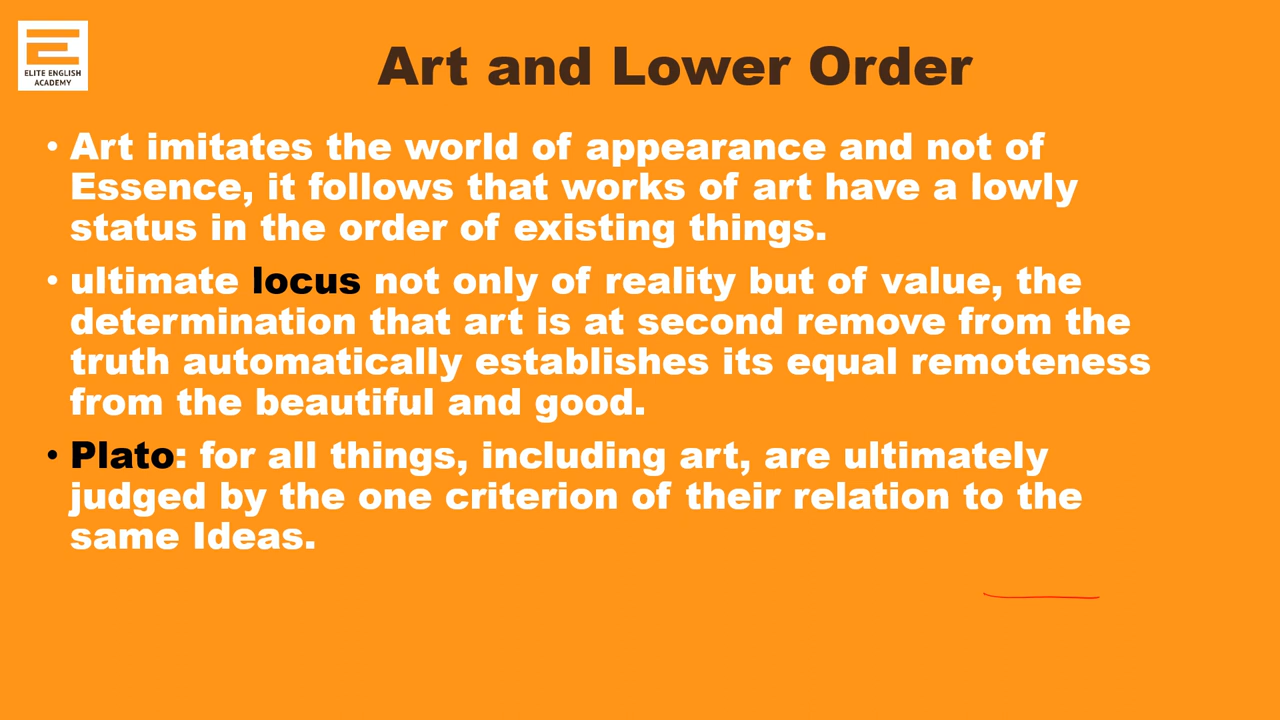 ELITE ENGLISH
ACADEMY
Art and Lower Order
• Art imitates the world of appearance and not of
Essence, it follows that works of art have a lowly
status in the order of existing things.
• ultimate locus not only of reality but of value, the
determination that art is at second remove from the
truth automatically establishes its equal remoteness
from the beautiful and good.
• Plato: for all things, including art, are ultimately
judged by the one criterion of their relation to the
same Ideas.